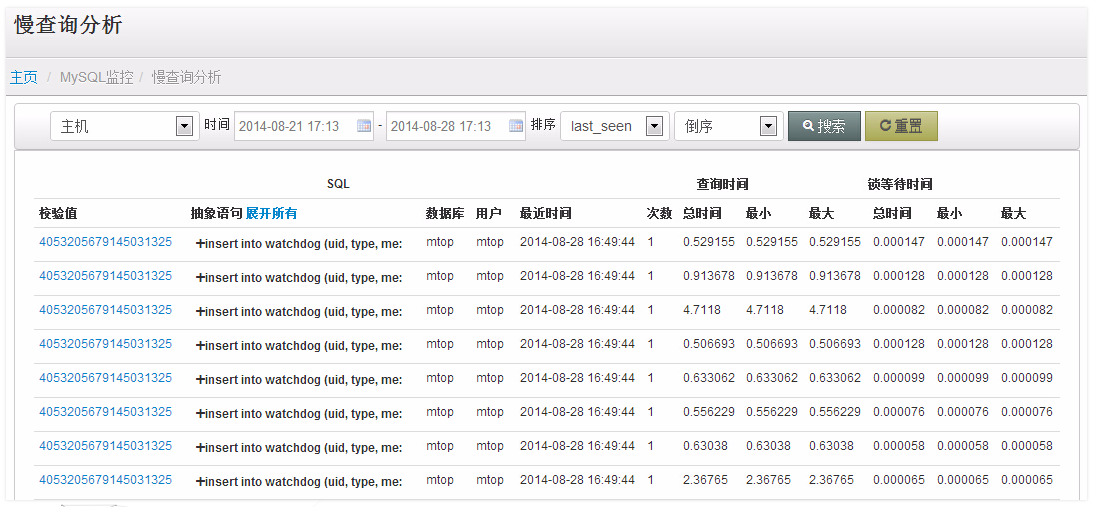 慢查询分析
主页 / MySQL监控 / 慢查询分析
主机 时间 2014-08-21 17:13 - 2014-08-28 17:13 排序 last_seen 倒序 搜索 重置
SQL 查询时间 锁等待时间
校验值 抽象语句 展开所有 数据库 用户 最近时间 次数 总时间 最小 最大 总时间 最小 最大
4053205679145031325 +insert into watchdog (uid, type, me: mtop mtop 2014-08-28 16:49:44 1 0.529155 0.529155 0.529155 0.000147 0.000147 0.000147
4053205679145031325 +insert into watchdog (uid, type, me: mtop mtop 2014-08-28 16:49:44 1 0.913678 0.913678 0.913678 0.000128 0.000128 0.000128
4053205679145031325 +insert into watchdog (uid, type, me: mtop mtop 2014-08-28 16:49:44 1 4.7118 4.7118 4.7118 0.000082 0.000082 0.000082
4053205679145031325 +insert into watchdog (uid, type, me: mtop mtop 2014-08-28 16:49:44 1 0.506693 0.506693 0.506693 0.000128 0.000128 0.000128
4053205679145031325 +insert into watchdog (uid, type, me: mtop mtop 2014-08-28 16:49:44 1 0.633062 0.633062 0.633062 0.000099 0.000099 0.000099
4053205679145031325 +insert into watchdog (uid, type, me: mtop mtop 2014-08-28 16:49:44 1 0.556229 0.556229 0.556229 0.000076 0.000076 0.000076
4053205679145031325 +insert into watchdog (uid, type, me: mtop mtop 2014-08-28 16:49:44 1 0.63038 0.63038 0.63038 0.000058 0.000058 0.000058
4053205679145031325 +insert into watchdog (uid, type, me: mtop mtop 2014-08-28 16:49:44 1 2.36765 2.36765 2.36765 0.000065 0.000065 0.000065